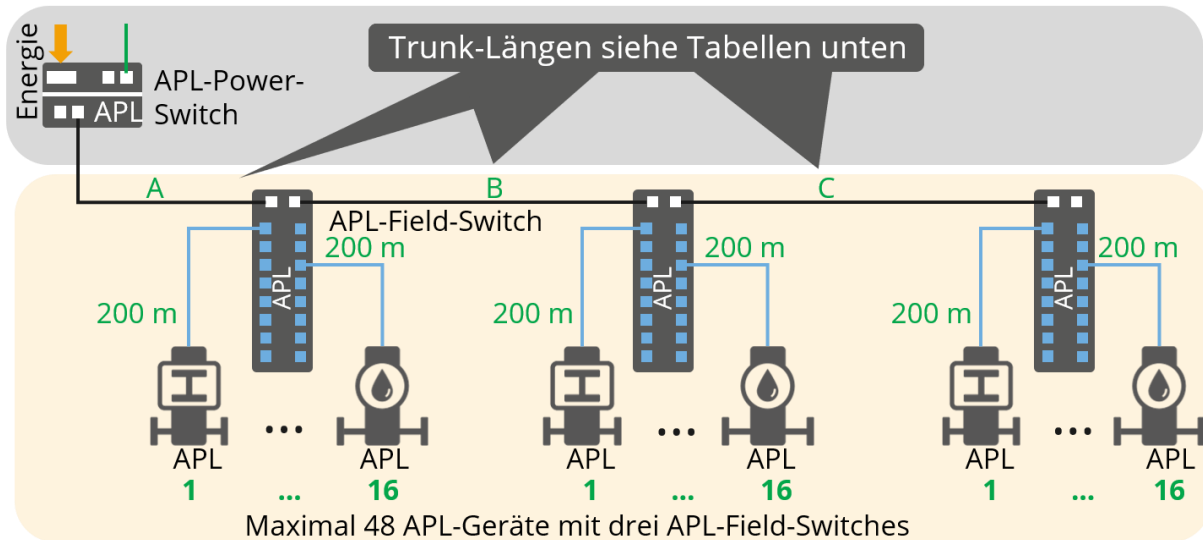 Energie
Trunk-Längen siehe Tabellen unten
APL-Power-
Switch
APL
A
B
C
APL-Field-Switch
200 m
200 m
200 m
APL
APL
APL
200 m
200 m
200 m
... ... ...
APL APL APL APL APL APL
1 ... 16 1 ... 16 1 ... 16
Maximal 48 APL-Geräte mit drei APL-Field-Switches